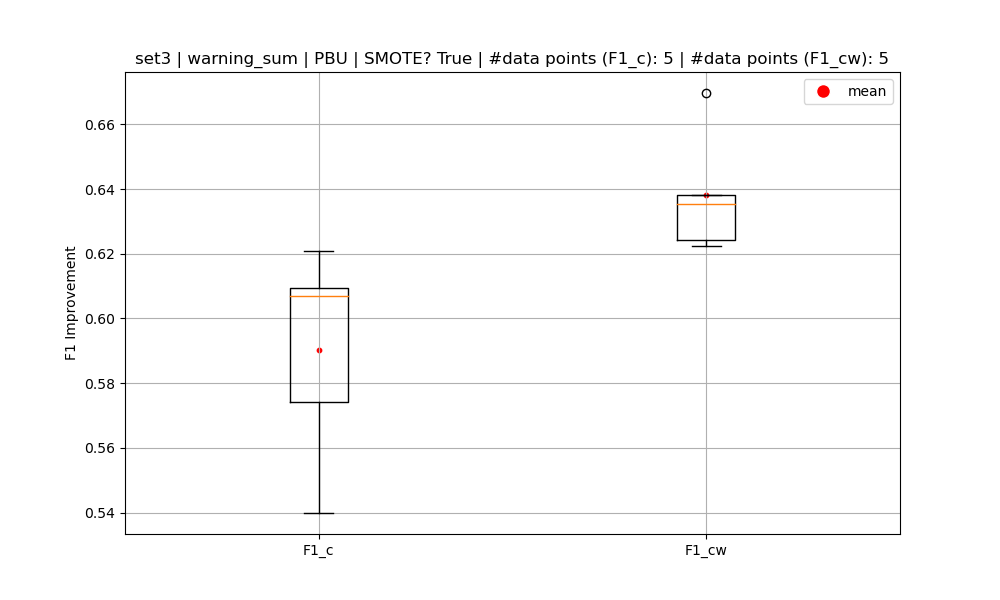 set3 | warning_sum | PBU | SMOTE? True | #data points (F1_c): 5 | #data points (F1_cw): 5
mean
0.66
0.64
0.62
0.60
0.58
0.56
0.54
F1 Improvement
F1_c
F1_cw